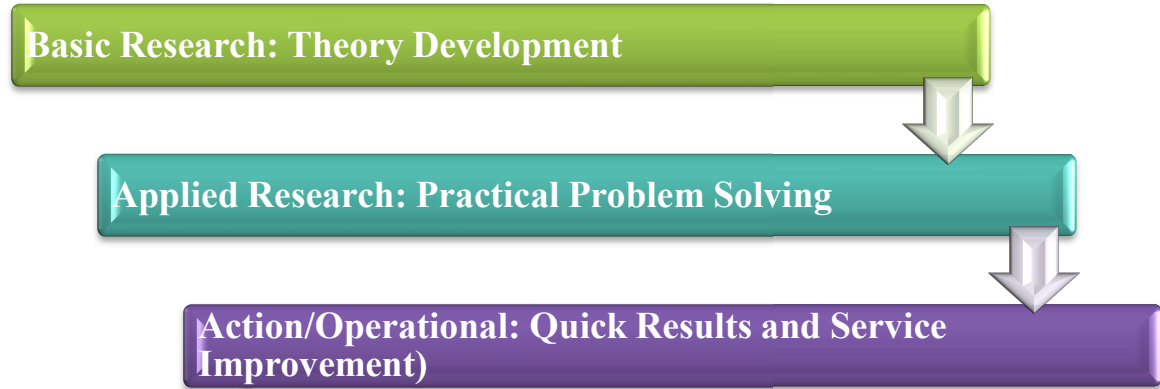 Basic Research: Theory Development
Applied Research: Practical Problem Solving
Action/Operational: Quick Results and Service
Improvement)